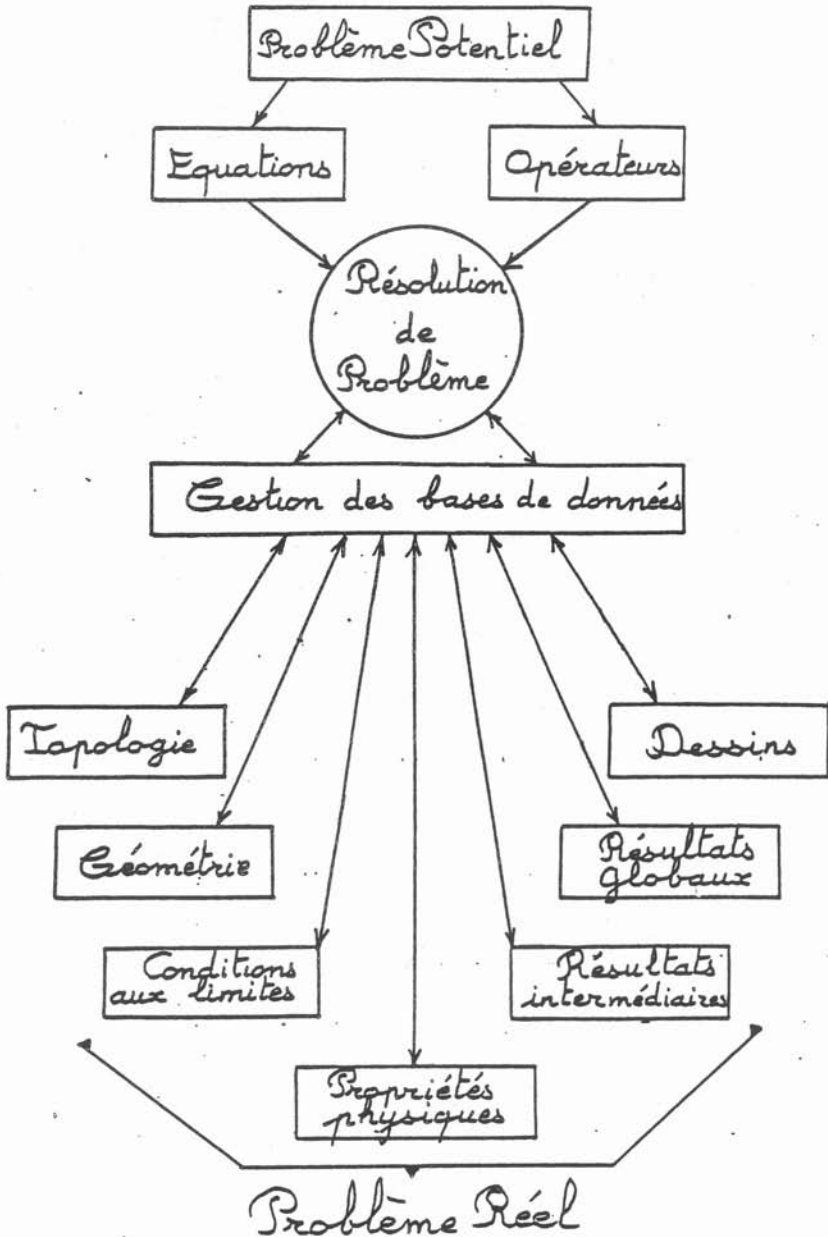 Problème Potentiel
Equations
Opérateurs
Résolution
de
Problème
Gestion des bases de données
Topologie
Dessins
Géométrie
Résultats
Globaux
Conditions
aux limites
Résultats
intermédiaires
Propriétés
physiques
Problème Réel